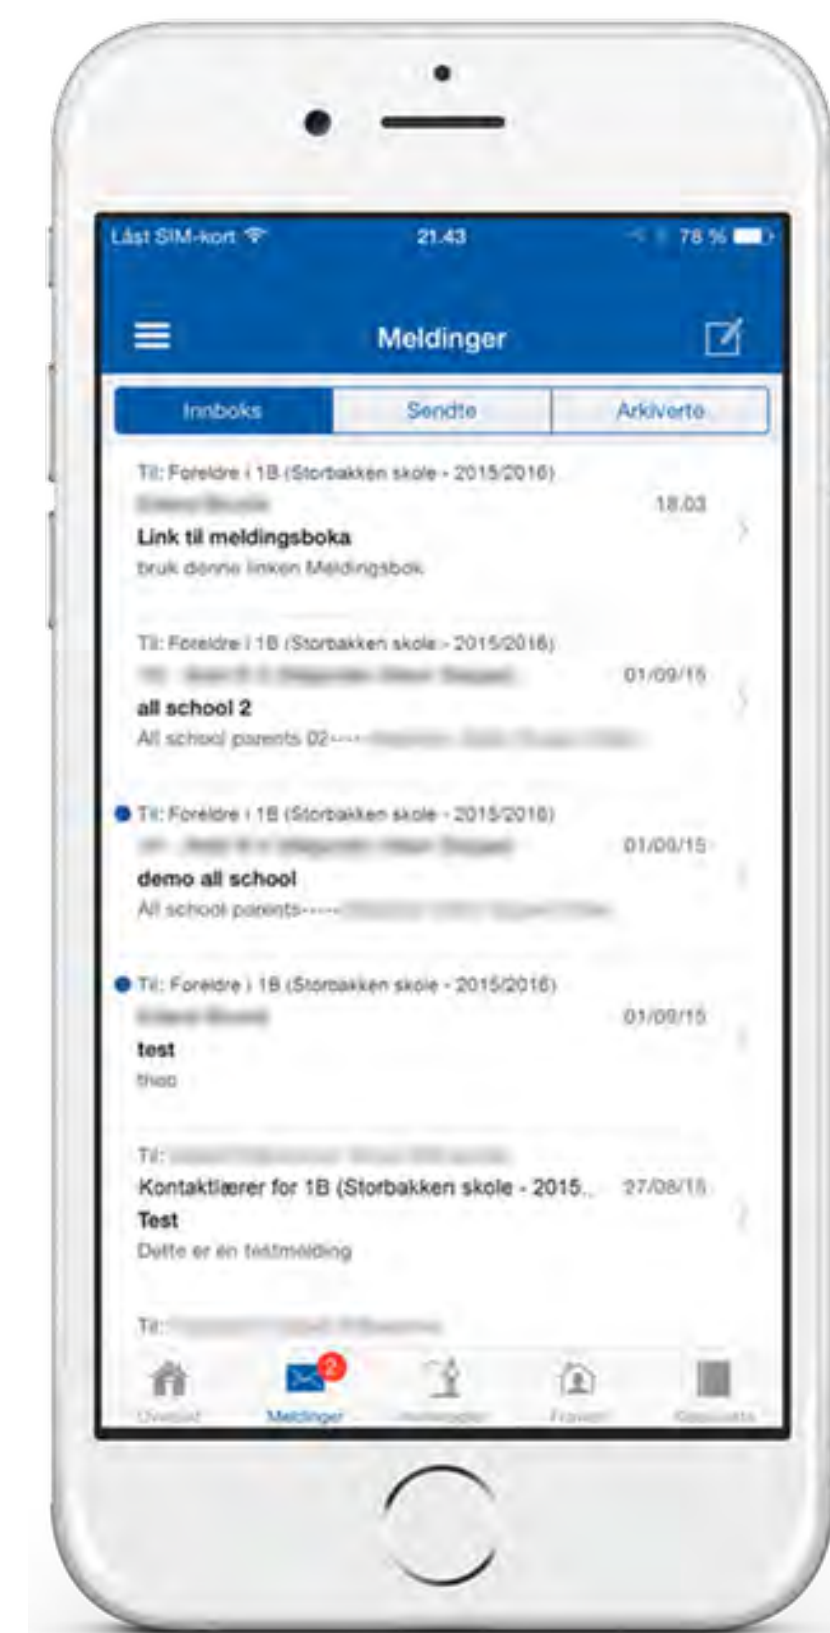 Låst SIM-kort 21.43 78 %
Meldinger
Innboks Sendte Arkiverte
Til: Foreldre i 1B (Storbakken skole - 2015/2016)
18.03
Link til meldingsboka
bruk denne linken Meldingsbok
Til: Foreldre i 1B (Storbakken skole - 2015/2016)
01/09/15
all school 2
All school parents 02----
Til: Foreldre i 1B (Storbakken skole - 2015/2016)
01/09/15
demo all school
All school parents-----
Til: Foreldre i 1B (Storbakken skole - 2015/2016)
01/09/15
test
Til:
Kontaktlærer for 1B (Storbakken skole - 2015.. 27/08/15
Test
Dette er en testmelding
Til:
2
Meldinger